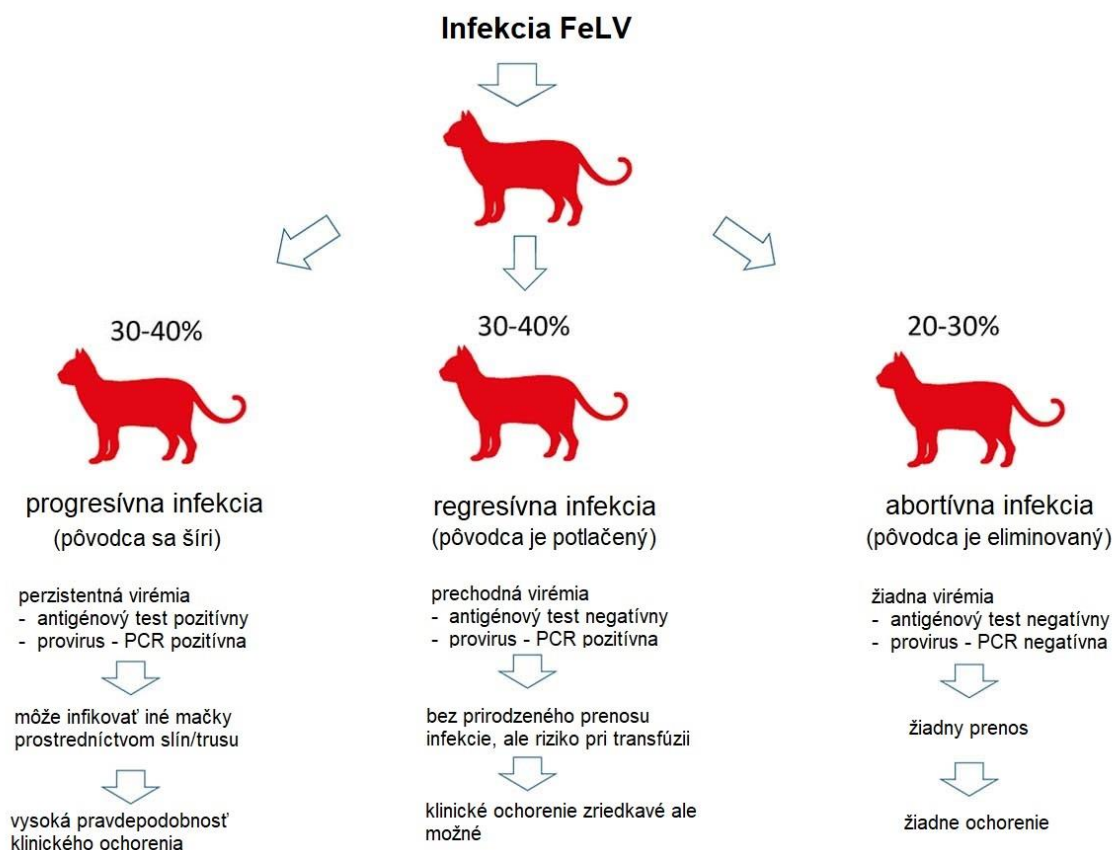 Infekcia FeLV
30-40%
progresívna infekcia
(pôvodca sa šíri)
perzistentná virémia
- antigénový test pozitívny
- provirus - PCR pozitívna
môže infikovať iné mačky
prostredníctvom slín/trusu
vysoká pravdepodobnosť
klinického ochorenia
30-40%
regresívna infekcia
(pôvodca je potlačený)
prechodná virémia
- antigénový test negatívny
- provirus - PCR pozitívna
bez prirodzeného prenosu
infekcie, ale riziko pri transfúzii
klinické ochorenie zriedkavé ale
možné
20-30%
abortívna infekcia
(pôvodca je eliminovaný)
žiadna virémia
- antigénový test negatívny
- provirus - PCR negatívna
žiadny prenos
žiadne ochorenie